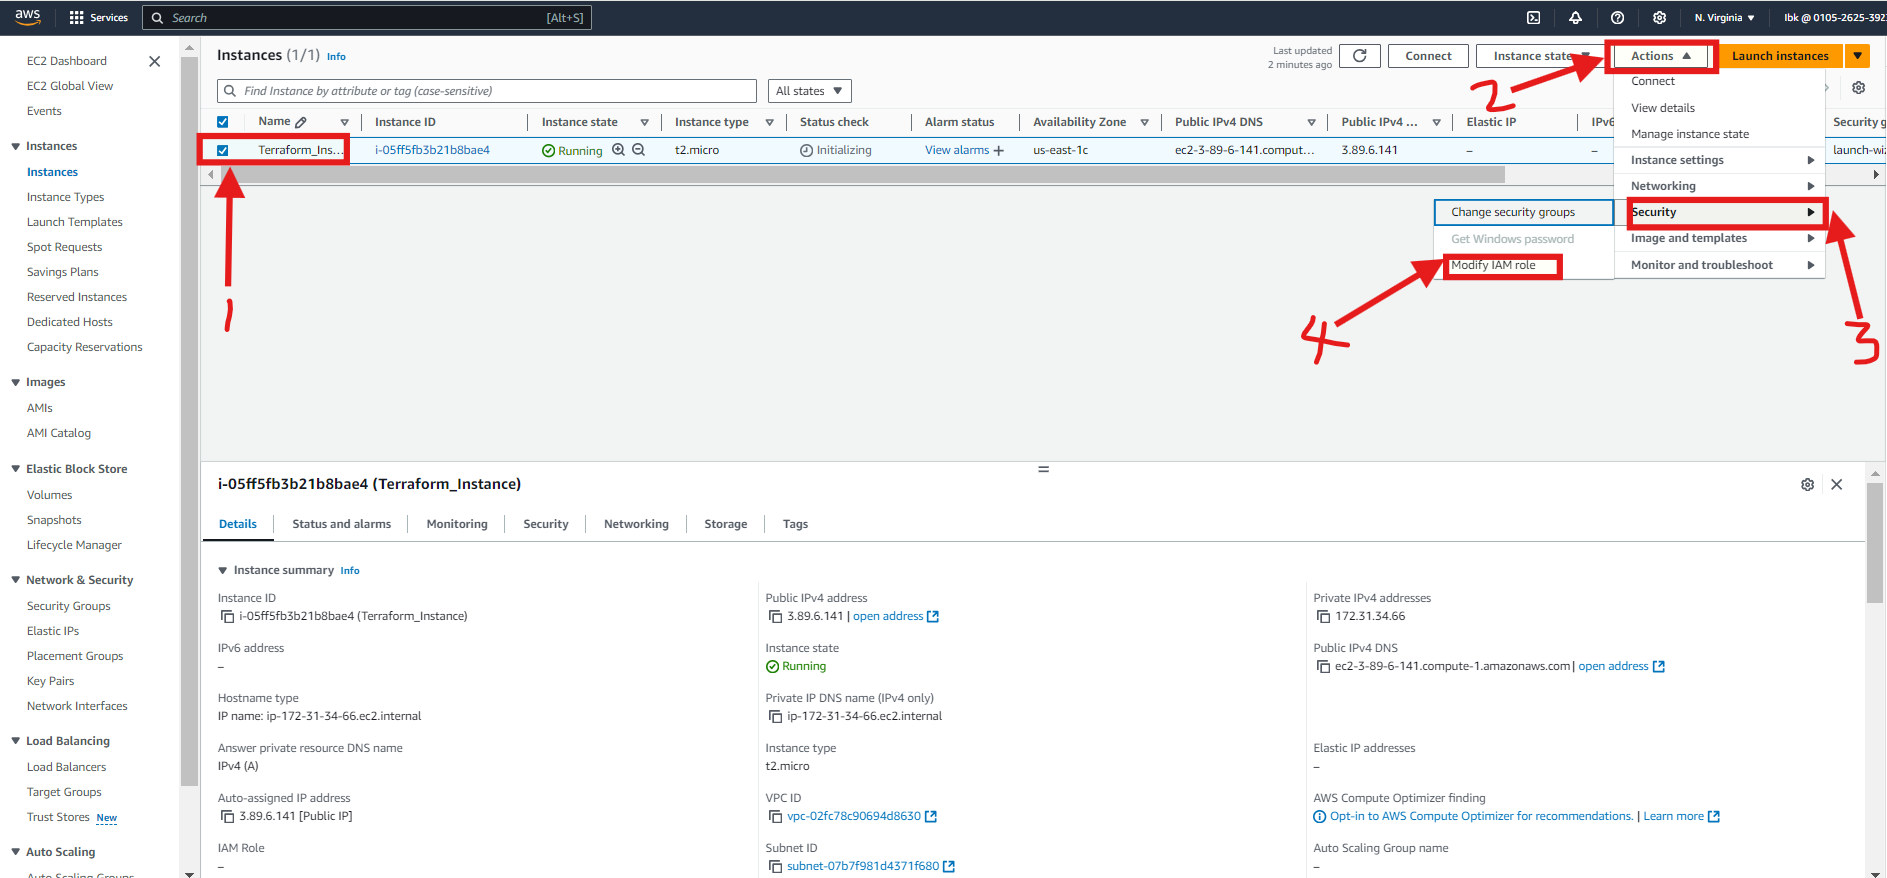 aws
Services
Search
[Alt+S]
N. Virginia
Ibk @ 0105-2625-392
EC2 Dashboard
EC2 Global View
Events
Instances
Instances
Instance Types
Launch Templates
Spot Requests
Savings Plans
Reserved Instances
Dedicated Hosts
Capacity Reservations
Images
AMIs
AMI Catalog
Elastic Block Store
Volumes
Snapshots
Lifecycle Manager
Network & Security
Security Groups
Elastic IPs
Placement Groups
Key Pairs
Network Interfaces
Load Balancing
Load Balancers
Target Groups
Trust Stores New
Auto Scaling
Auto Scaling Groups
Instances (1/1) Info
Last updated
2 minutes ago
Connect
Instance state
Actions
Launch instances
Find Instance by attribute or tag (case-sensitive)
All states
Name
Instance ID
Instance state
Instance type
Status check
Alarm status
Availability Zone
Public IPv4 DNS
Public IPv4 ...
Elastic IP
IPv6
Security g
Terraform_Ins...
i-05ff5fb3b21b8bae4
Running
t2.micro
Initializing
View alarms +
us-east-1c
ec2-3-89-6-141.comput...
3.89.6.141
–
–
launch-wiz
Connect
View details
Manage instance state
Instance settings
Networking
Security
Image and templates
Monitor and troubleshoot
Change security groups
Get Windows password
Modify IAM role
1
2
3
4
i-05ff5fb3b21b8bae4 (Terraform_Instance)
Details
Status and alarms
Monitoring
Security
Networking
Storage
Tags
Instance summary Info
Instance ID
i-05ff5fb3b21b8bae4 (Terraform_Instance)
Public IPv4 address
3.89.6.141 | open address
Private IPv4 addresses
172.31.34.66
IPv6 address
–
Instance state
Running
Public IPv4 DNS
ec2-3-89-6-141.compute-1.amazonaws.com | open address
Hostname type
IP name: ip-172-31-34-66.ec2.internal
Private IP DNS name (IPv4 only)
ip-172-31-34-66.ec2.internal
Answer private resource DNS name
IPv4 (A)
Instance type
t2.micro
Elastic IP addresses
–
Auto-assigned IP address
3.89.6.141 [Public IP]
VPC ID
vpc-02fc78c90694d8630
AWS Compute Optimizer finding
Opt-in to AWS Compute Optimizer for recommendations. | Learn more
IAM Role
–
Subnet ID
subnet-07b7f981d4371f680
Auto Scaling Group name
–